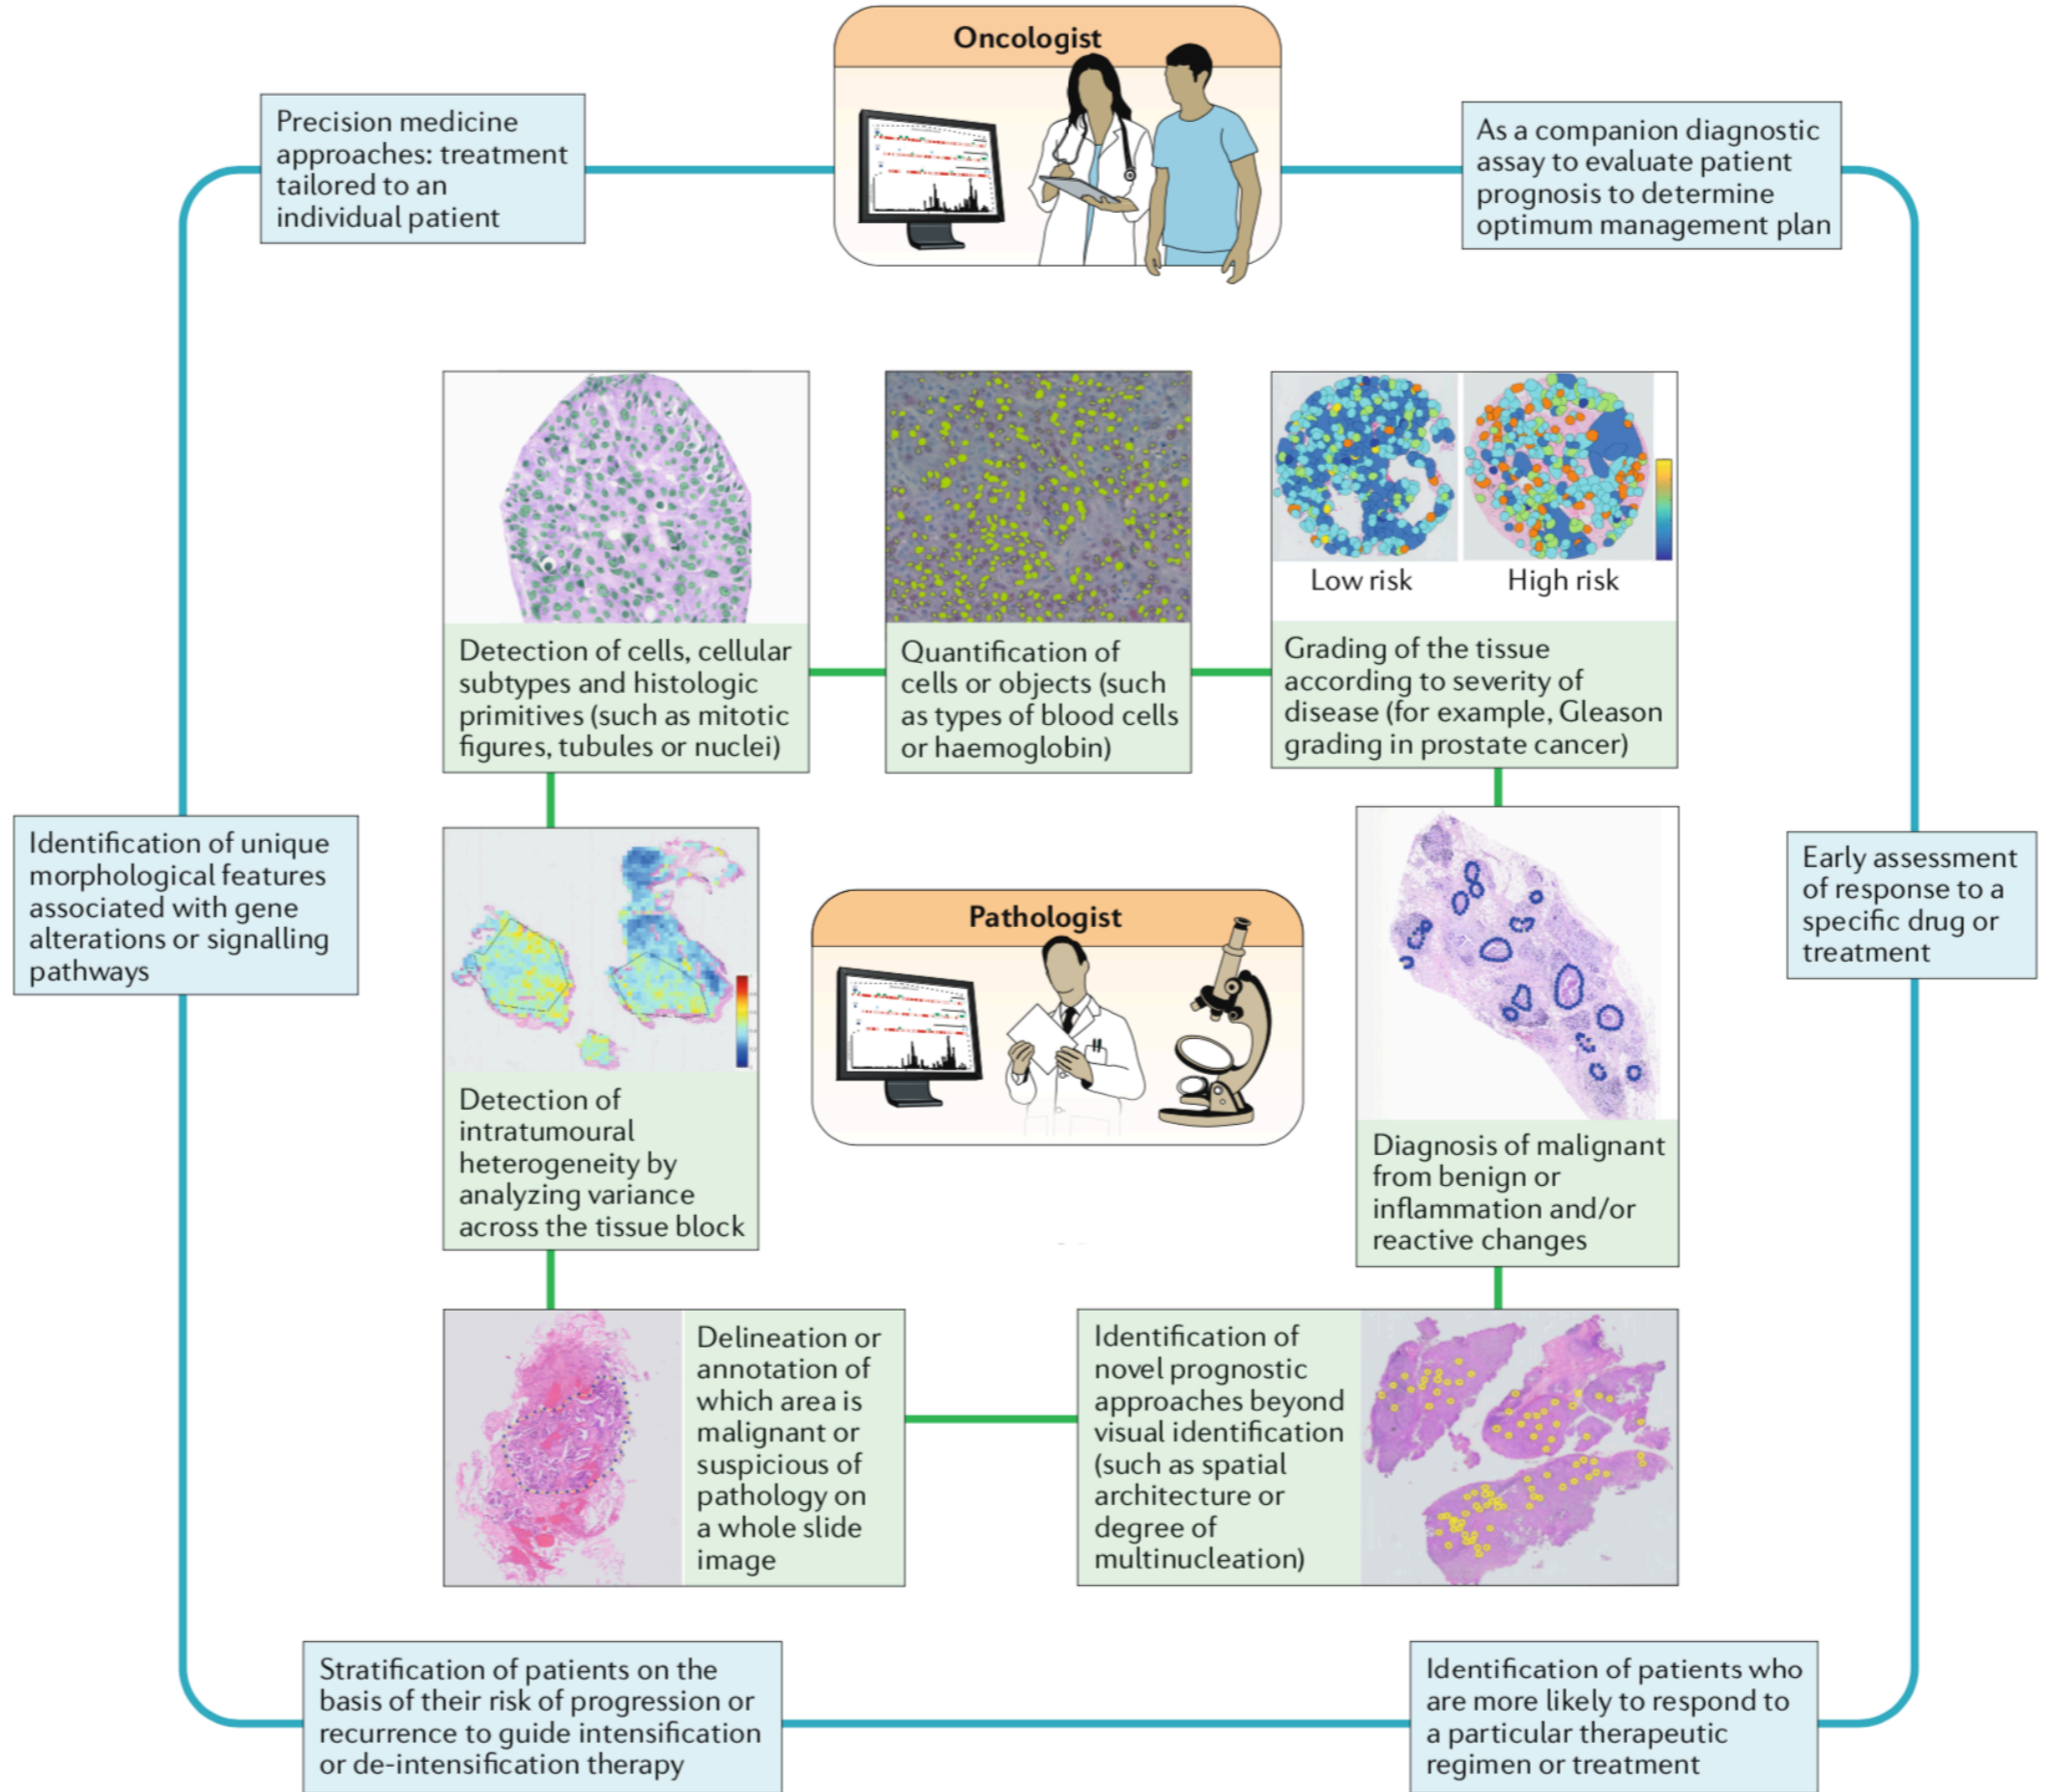 Oncologist
Precision medicine
approaches: treatment
tailored to an
individual patient
As a companion diagnostic
assay to evaluate patient
prognosis to determine
optimum management plan
Low risk
High risk
Detection of cells, cellular
subtypes and histologic
primitives (such as mitotic
figures, tubules or nuclei)
Quantification of
cells or objects (such
as types of blood cells
or haemoglobin)
Grading of the tissue
according to severity of
disease (for example, Gleason
grading in prostate cancer)
Identification of unique
morphological features
associated with gene
alterations or signalling
pathways
Early assessment
of response to a
specific drug or
treatment
Pathologist
Detection of
intratumoural
heterogeneity by
analyzing variance
across the tissue block
Diagnosis of malignant
from benign or
inflammation and/or
reactive changes
Delineation or
annotation of
which area is
malignant or
suspicious of
pathology on
a whole slide
image
Identification of
novel prognostic
approaches beyond
visual identification
(such as spatial
architecture or
degree of
multinucleation)
Stratification of patients on the
basis of their risk of progression or
recurrence to guide intensification
or de-intensification therapy
Identification of patients who
are more likely to respond to
a particular therapeutic
regimen or treatment